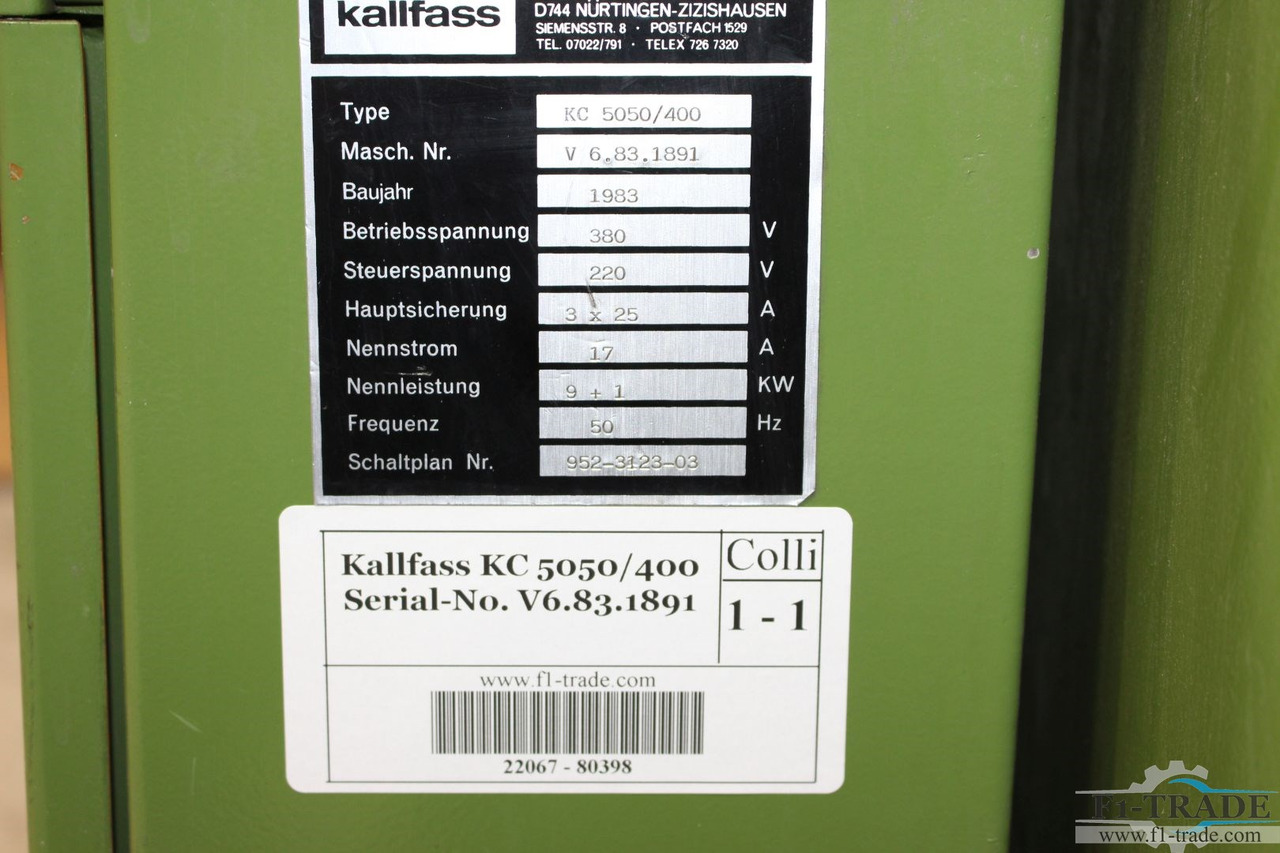 kallfass
D744 NÜRTINGEN-ZIZISHAUSEN
SIEMENSSTR. 8 · POSTFACH 1529
TEL. 07022/791 · TELEX 726 7320
Type KC 5050/400
Masch. Nr. V 6.83.1891
Baujahr 1983
Betriebsspannung 380 V
Steuerspannung 220 V
Hauptsicherung 3 x 25 A
Nennstrom 17 A
Nennleistung 9 + 1 KW
Frequenz 50 Hz
Schaltplan Nr. 952-3123-03
Kallfass KC 5050/400
Serial-No. V6.83.1891
Colli
1 - 1
www.f1-trade.com
22067 - 80398
F1-TRADE
www.f1-trade.com